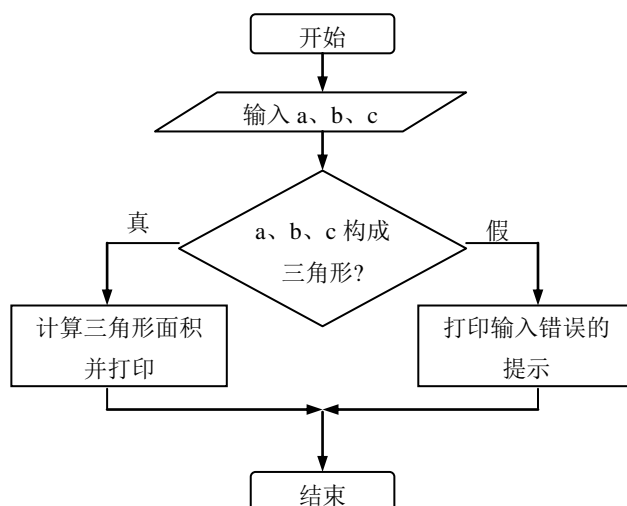 开始
输入 a、b、c
真
a、b、c 构成
三角形?
假
计算三角形面积
并打印
打印输入错误的
提示
结束